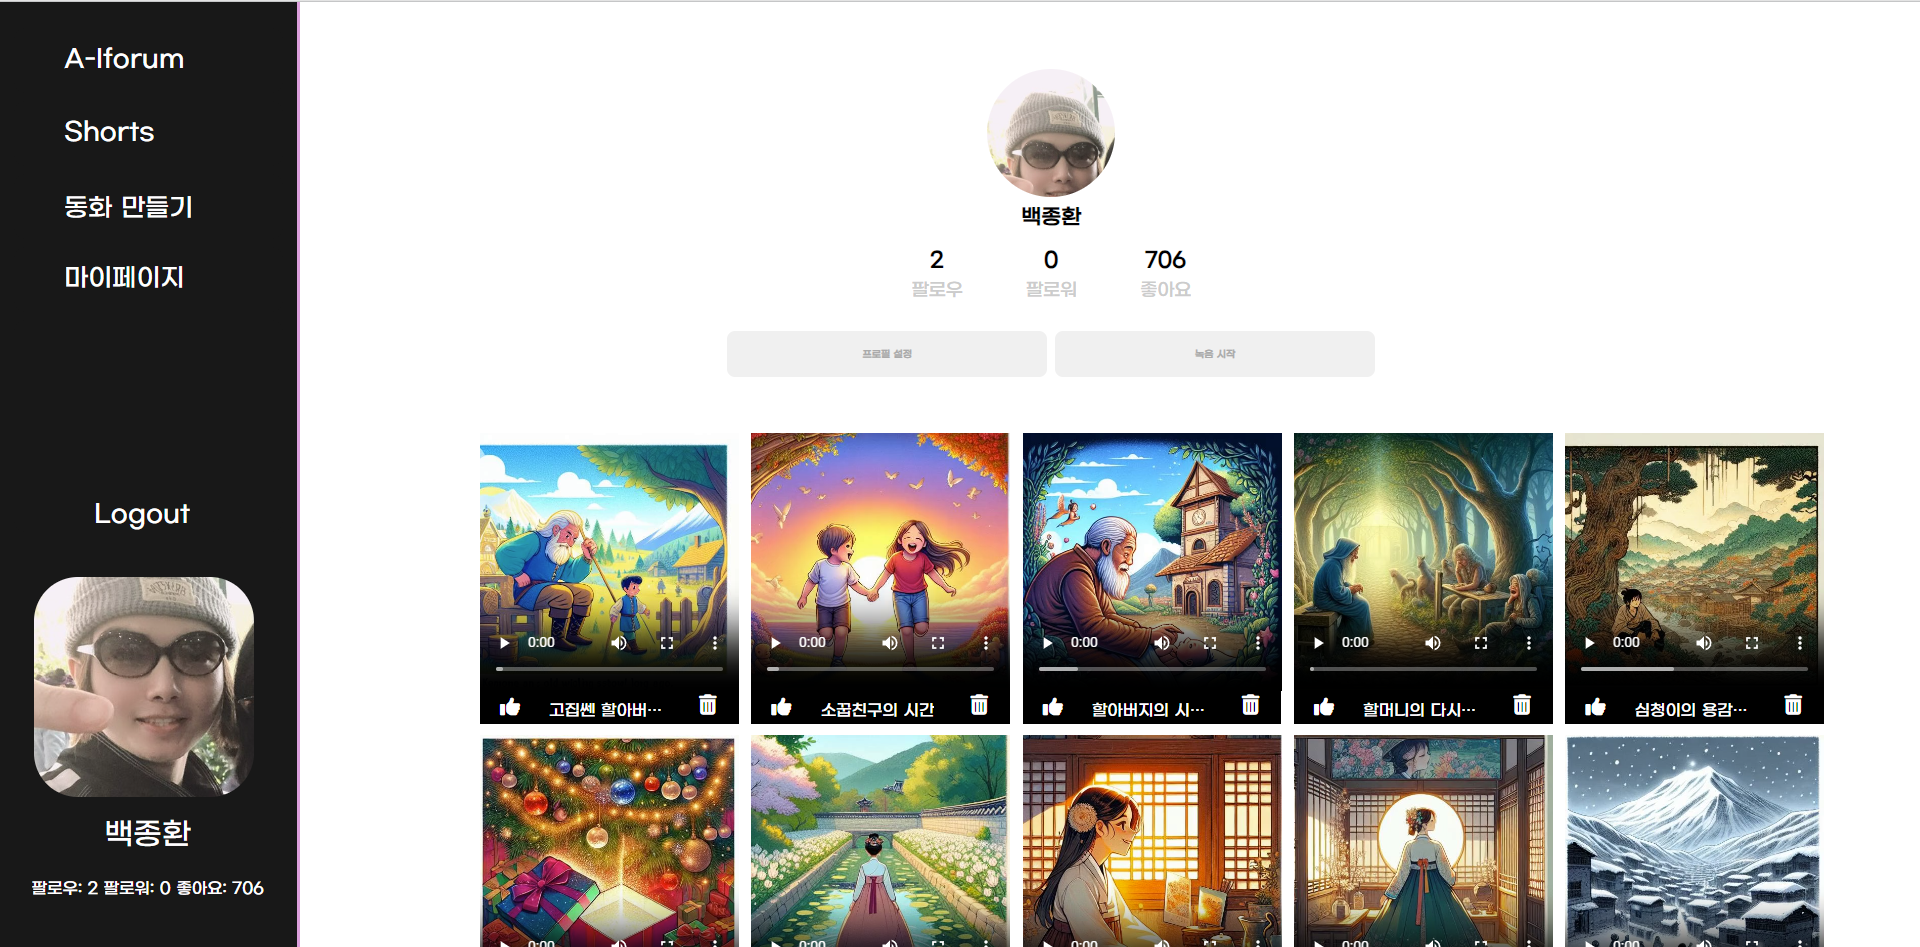 A-Iforum
Shorts
동화 만들기
마이페이지
Logout
백종환
팔로우: 2 팔로워: 0 좋아요: 706
백종환
2 0 706
팔로우 팔로워 좋아요
프로필 설정 녹음 시작
0:00 0:00 0:00 0:00 0:00
고집쎈 할아버… 소꿉친구의 시간 할아버지의 시… 할머니의 다시… 심청이의 용감…
0:00 0:00 0:00 0:00 0:00